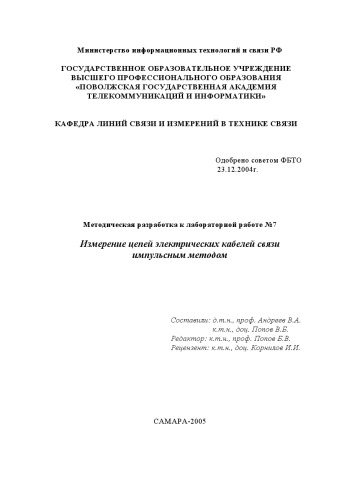 Министерство информационных технологий и связи РФ
ГОСУДАРСТВЕННОЕ ОБРАЗОВАТЕЛЬНОЕ УЧРЕЖДЕНИЕ
ВЫСШЕГО ПРОФЕССИОНАЛЬНОГО ОБРАЗОВАНИЯ
«ПОВОЛЖСКАЯ ГОСУДАРСТВЕННАЯ АКАДЕМИЯ
ТЕЛЕКОММУНИКАЦИЙ И ИНФОРМАТИКИ»
КАФЕДРА ЛИНИЙ СВЯЗИ И ИЗМЕРЕНИЙ В ТЕХНИКЕ СВЯЗИ
Одобрено советом ФБТО
23.12.2004г.
Методическая разработка к лабораторной работе №7
Измерение цепей электрических кабелей связи
импульсным методом
Составили: д.т.н., проф. Андреев В.А.
к.т.н., доц. Попов В.Б.
Редактор: к.т.н., проф. Попов Б.В.
Рецензент: к.т.н., доц. Корнилов И.И.
САМАРА-2005